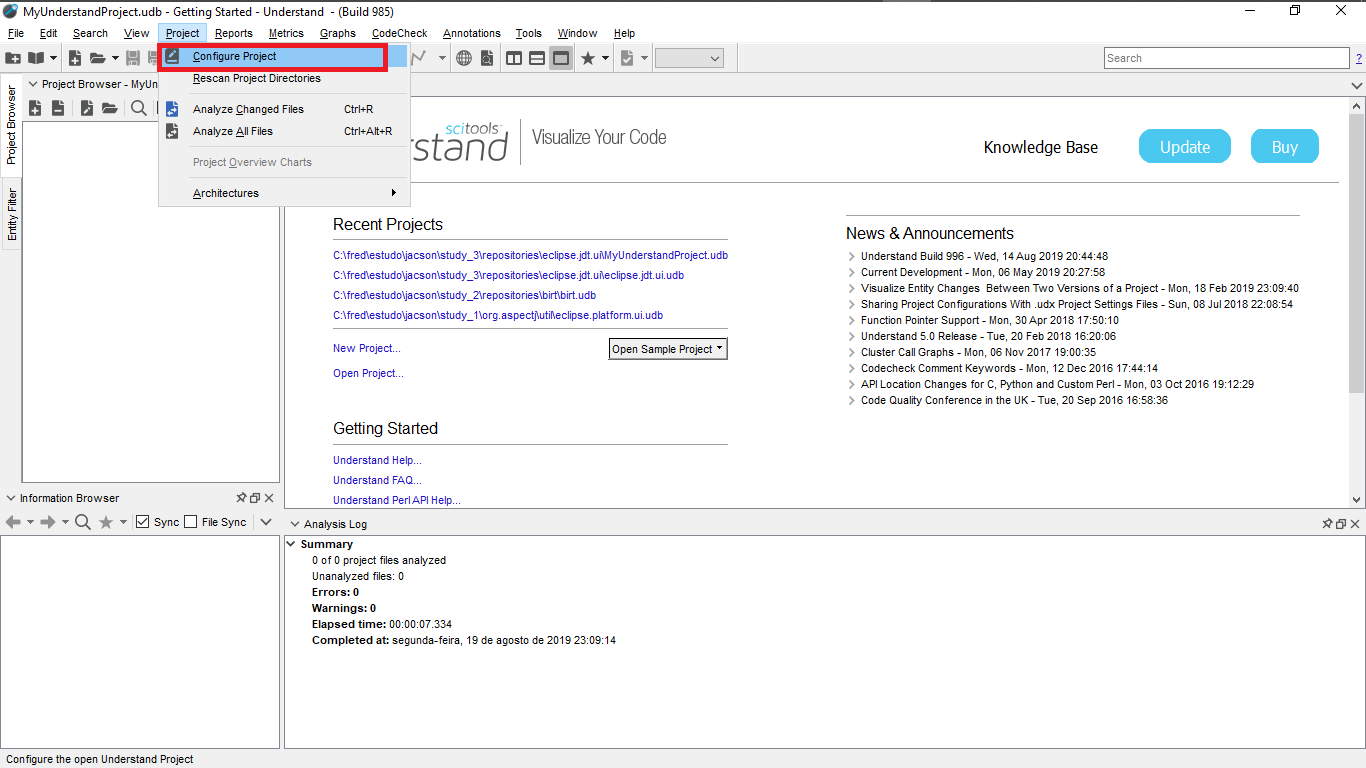 MyUnderstandProject.udb - Getting Started - Understand - (Build 985)
File Edit Search View Project Reports Metrics Graphs CodeCheck Annotations Tools Window Help
Configure Project
Search
?
Rescan Project Directories
Project Browser - MyUn
Project Browser
Analyze Changed Files Ctrl+R
Analyze All Files Ctrl+Alt+R
Project Overview Charts
Architectures
Entity Filter
scitools™
stand
Visualize Your Code
Knowledge Base
Update
Buy
Recent Projects
C:\fred\estudo\jacson\study_3\repositories\eclipse.jdt.ui\MyUnderstandProject.udb
C:\fred\estudo\jacson\study_3\repositories\eclipse.jdt.ui\eclipse.jdt.ui.udb
C:\fred\estudo\jacson\study_2\repositories\birt\birt.udb
C:\fred\estudo\jacson\study_1\org.aspectj\util\eclipse.platform.ui.udb
New Project...
Open Sample Project
Open Project...
Getting Started
Understand Help...
Understand FAQ...
Understand Perl API Help...
News & Announcements
Understand Build 996 - Wed, 14 Aug 2019 20:44:48
Current Development - Mon, 06 May 2019 20:27:58
Visualize Entity Changes Between Two Versions of a Project - Mon, 18 Feb 2019 23:09:40
Sharing Project Configurations With .udx Project Settings Files - Sun, 08 Jul 2018 22:08:54
Function Pointer Support - Mon, 30 Apr 2018 17:50:10
Understand 5.0 Release - Tue, 20 Feb 2018 16:20:06
Cluster Call Graphs - Mon, 06 Nov 2017 19:00:35
Codecheck Comment Keywords - Mon, 12 Dec 2016 17:44:14
API Location Changes for C, Python and Custom Perl - Mon, 03 Oct 2016 19:12:29
Code Quality Conference in the UK - Tue, 20 Sep 2016 16:58:36
Information Browser
Sync File Sync
Analysis Log
Summary
0 of 0 project files analyzed
Unanalyzed files: 0
Errors: 0
Warnings: 0
Elapsed time: 00:00:07.334
Completed at: segunda-feira, 19 de agosto de 2019 23:09:14
Configure the open Understand Project